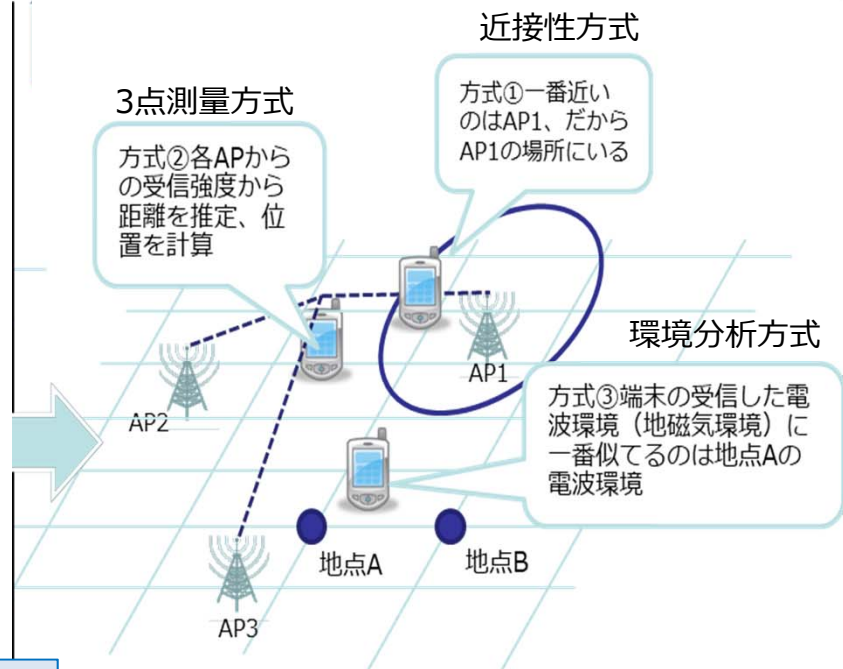 近接性方式
方式①一番近い
のはAP1、だから
AP1の場所にいる
3点測量方式
方式②各APから
の受信強度から
距離を推定、位
置を計算
環境分析方式
方式③端末の受信した電
波環境（地磁気環境）に
一番似てるのは地点Aの
電波環境
AP1
AP2
地点A
地点B
AP3